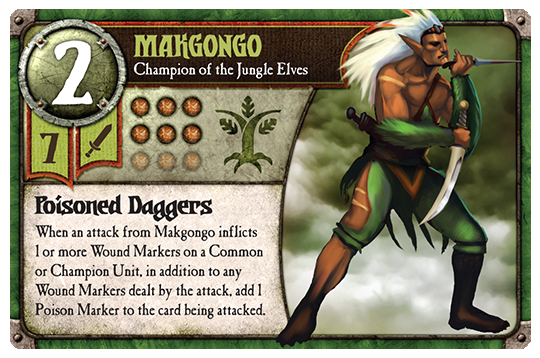 2
MAKGONGO
Champion of the Jungle Elves
7
Poisoned Daggers
When an attack from Makgongo inflicts
1 or more Wound Markers on a Common
or Champion Unit, in addition to any
Wound Markers dealt by the attack, add 1
Poison Marker to the card being attacked.